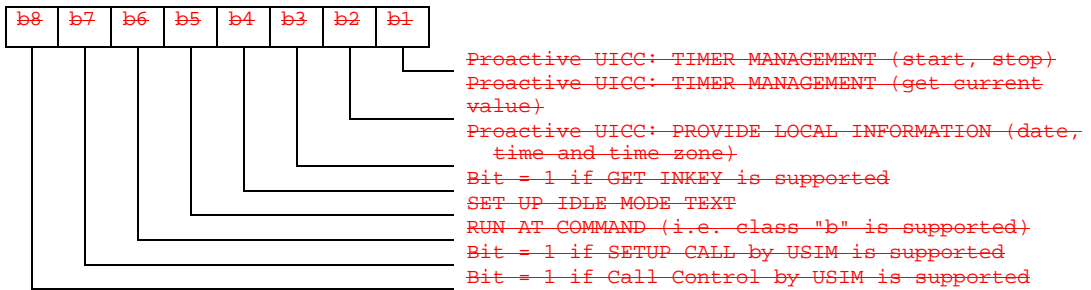 b8 b7 b6 b5 b4 b3 b2 b1
Proactive UICC: TIMER MANAGEMENT (start, stop)
Proactive UICC: TIMER MANAGEMENT (get current
value)
Proactive UICC: PROVIDE LOCAL INFORMATION (date,
time and time zone)
Bit = 1 if GET INKEY is supported
SET UP IDLE MODE TEXT
RUN AT COMMAND (i.e. class "b" is supported)
Bit = 1 if SETUP CALL by USIM is supported
Bit = 1 if Call Control by USIM is supported